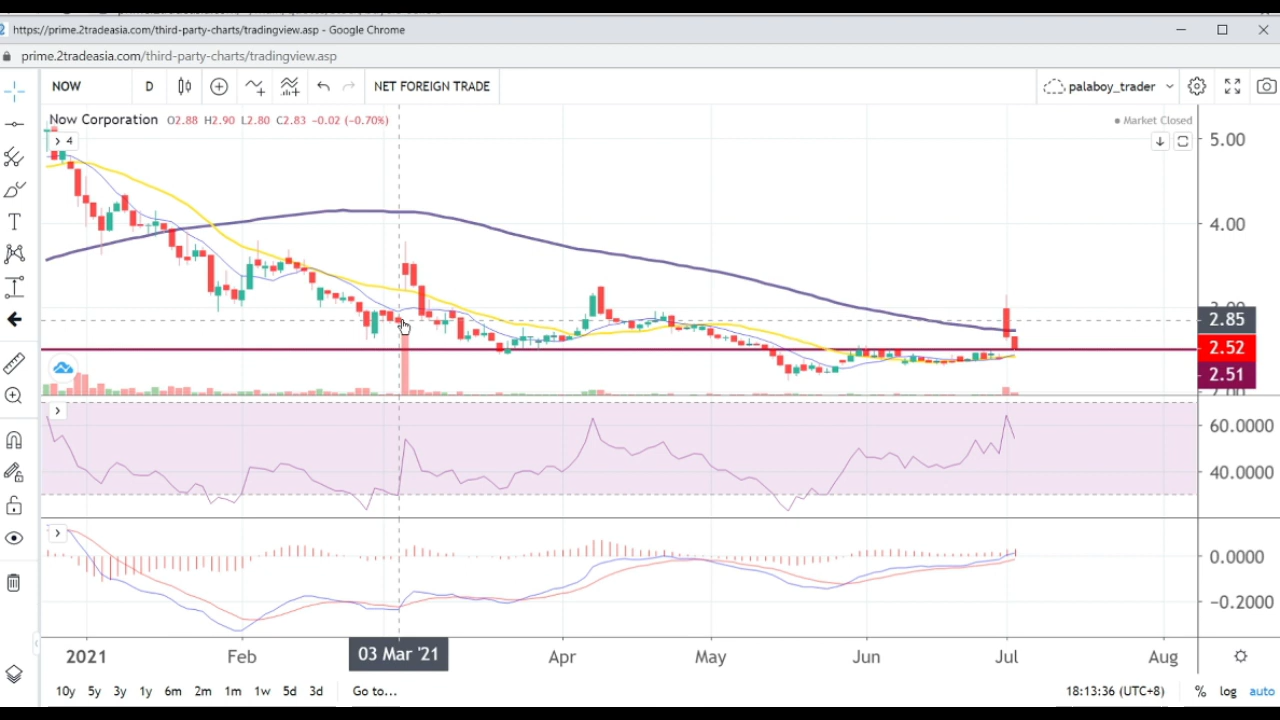 https://prime.2tradeasia.com/third-party-charts/tradingview.asp - Google Chrome
prime.2tradeasia.com/third-party-charts/tradingview.asp
NOW D NET FOREIGN TRADE palaboy_trader
Now Corporation O2.88 H2.90 L2.80 C2.83 -0.02 (-0.70%) Market Closed
4
5.00
4.00
3.00
2.85
2.52
2.51
2.00
60.0000
40.0000
0.0000
-0.2000
2021 Feb 03 Mar '21 Apr May Jun Jul Aug
10y 5y 3y 1y 6m 2m 1m 1w 5d 3d Go to... 18:13:36 (UTC+8) % log auto